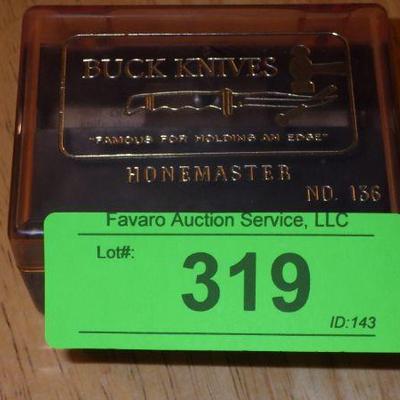 BUCK KNIVES
"FAMOUS FOR HOLDING AN EDGE"
HONEMASTER
NO. 136
Favaro Auction Service, LLC
Lot#:
319
ID:143